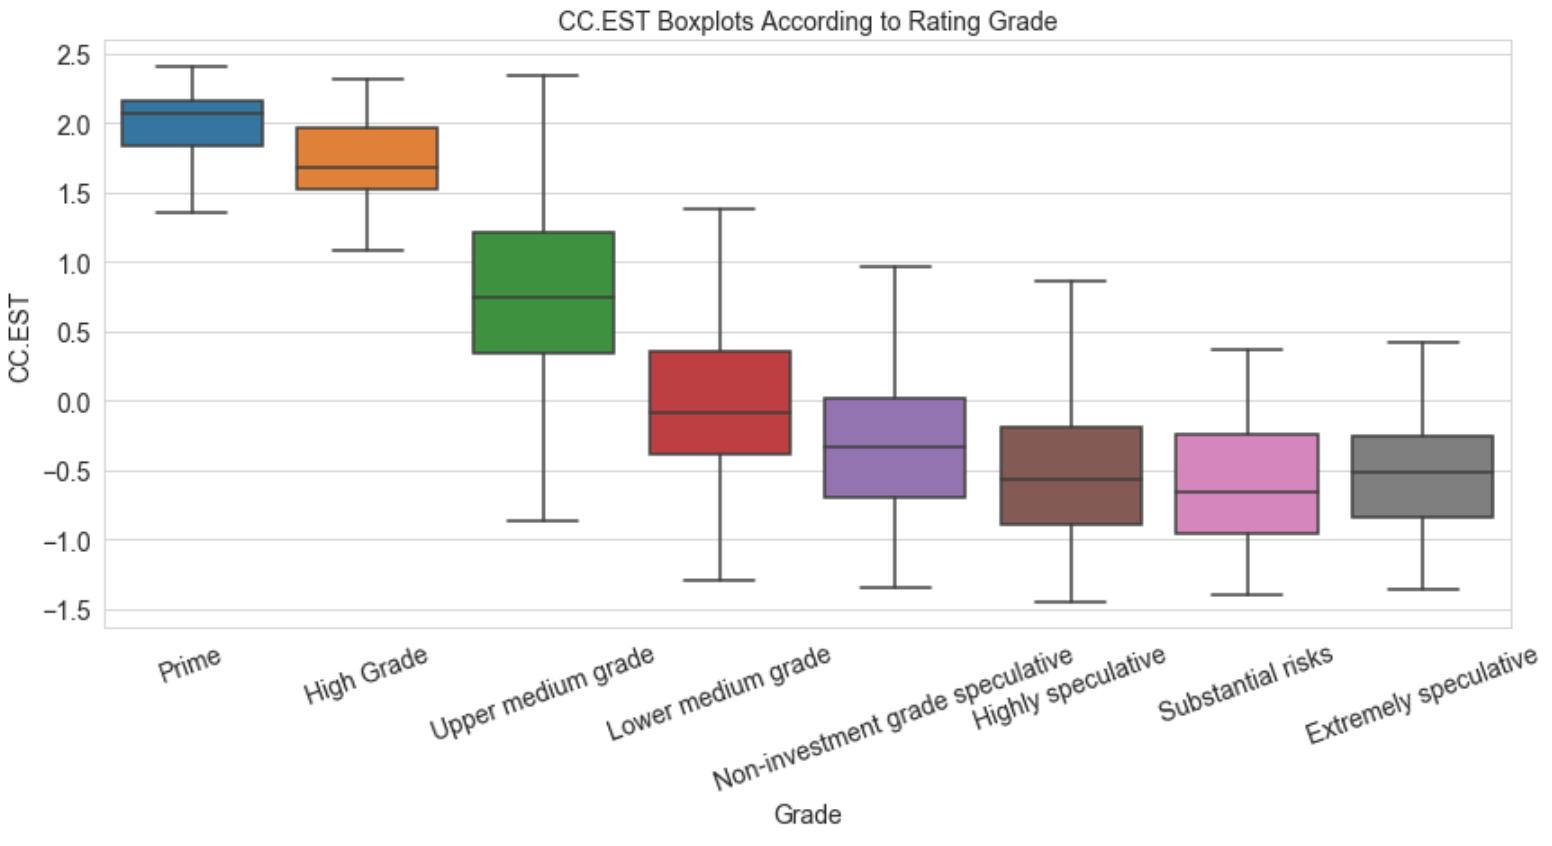 CC.EST Boxplots According to Rating Grade
CC.EST
2.5
2.0
1.5
1.0
0.5
0.0
−0.5
−1.0
−1.5
Prime
High Grade
Upper medium grade
Lower medium grade
Non-investment grade speculative
Highly speculative
Substantial risks
Extremely speculative
Grade